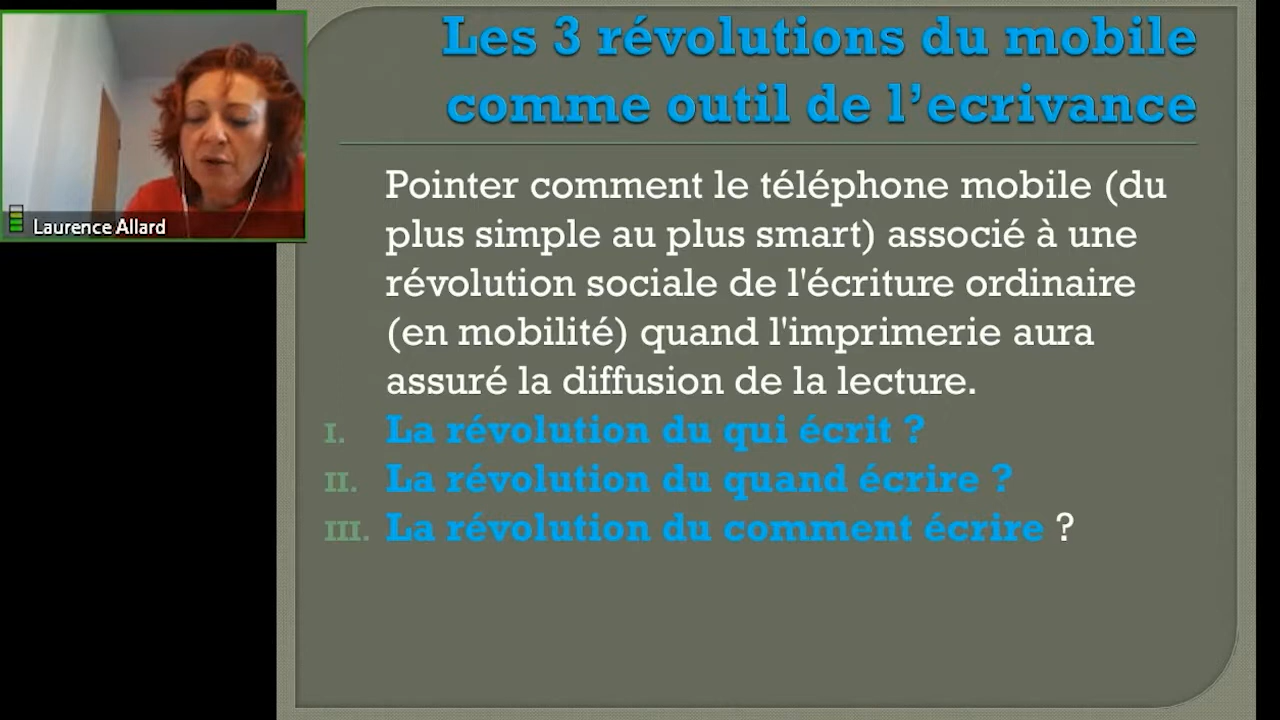 Les 3 révolutions du mobile
comme outil de l’ecrivance
Laurence Allard
Pointer comment le téléphone mobile (du
plus simple au plus smart) associé à une
révolution sociale de l'écriture ordinaire
(en mobilité) quand l'imprimerie aura
assuré la diffusion de la lecture.
I. La révolution du qui écrit ?
II. La révolution du quand écrire ?
III. La révolution du comment écrire ?